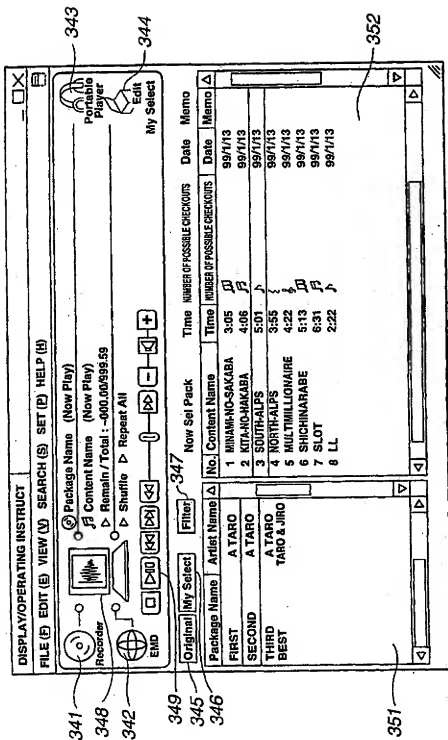 DISPLAY/OPERATING INSTRUCT
FILE (F) EDIT (E) VIEW (V) SEARCH (S) SET (P) HELP (H)
Recorder
EMD
Package Name (Now Play)
Content Name (Now Play)
Remain / Total : –000.00/999.59
Shuffle Repeat All
Portable Player
Edit
My Select
Original My Select Filter
Now Sel Pack Time NUMBER OF POSSIBLE CHECKOUTS Date Memo
Package Name Artist Name
FIRST A TARO
SECOND A TARO
THIRD A TARO
BEST TARO & JIRO
No. Content Name Time NUMBER OF POSSIBLE CHECKOUTS Date Memo
1 MINAMI-NO-SAKABA 3:05 99/1/13
2 KITA-NO-HAKABA 4:06 99/1/13
3 SOUTH-ALPS 5:01 99/1/13
4 NORTH-ALPS 3:55 99/1/13
5 MULTIMILLIONAIRE 4:22 99/1/13
6 SHICHINARABE 5:13 99/1/13
7 SLOT 6:31 99/1/13
8 LL 2:22 99/1/13
341
348
342
349
345
346
347
351
343
344
352